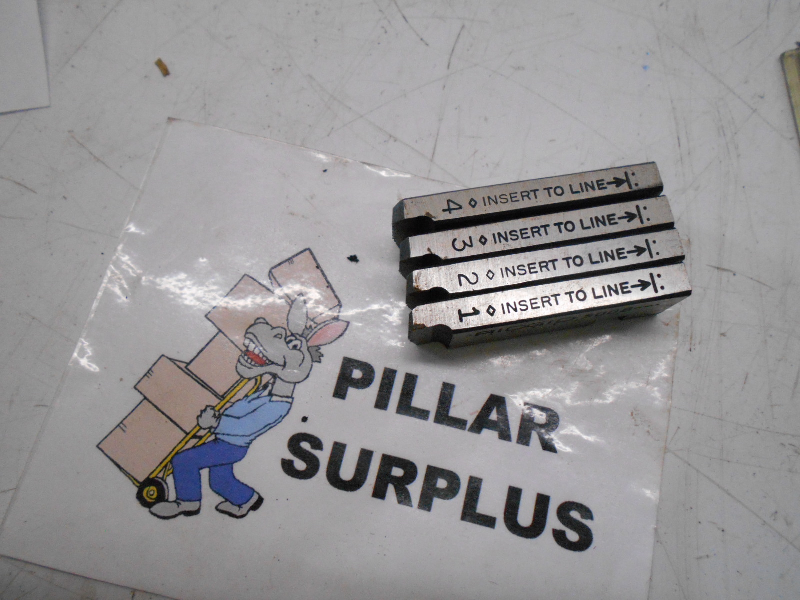 4 ◊ INSERT TO LINE→
3 ◊ INSERT TO LINE→
2 ◊ INSERT TO LINE→
1 ◊ INSERT TO LINE→
PILLAR
SURPLUS